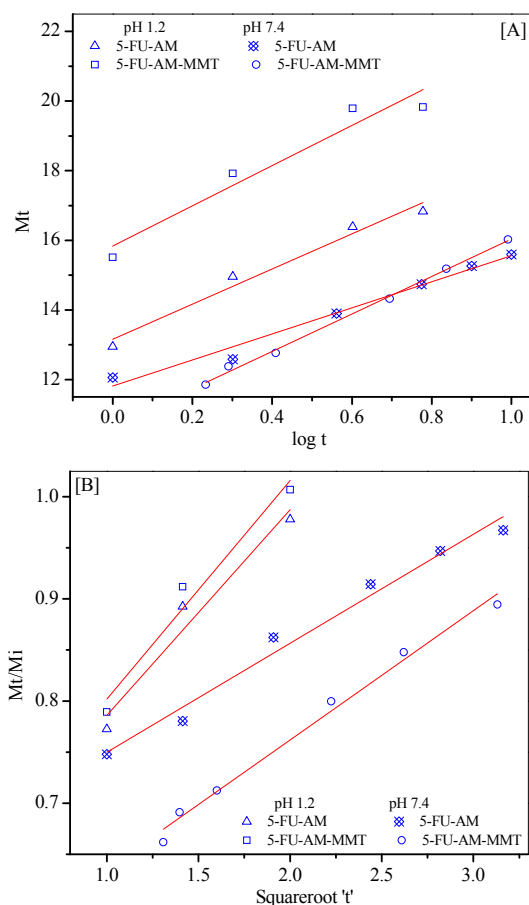 [A]
pH 1.2 pH 7.4
5-FU-AM 5-FU-AM
5-FU-AM-MMT 5-FU-AM-MMT
22
20
18
16
14
12
Mt
0.0 0.2 0.4 0.6 0.8 1.0
log t
[B]
1.0
0.9
0.8
0.7
Mt/Mi
pH 1.2 pH 7.4
5-FU-AM 5-FU-AM
5-FU-AM-MMT 5-FU-AM-MMT
1.0 1.5 2.0 2.5 3.0
Squareroot 't'